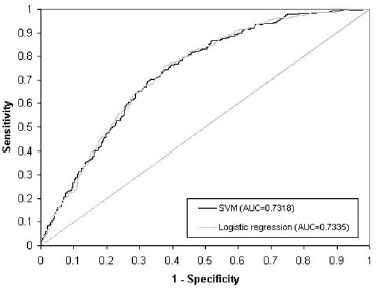 1
0.9
0.8
0.7
0.6
0.5
0.4
0.3
0.2
0.1
0
Sensitivity
SVM (AUC=0.7318)
Logistic regression (AUC=0.7335)
0 0.1 0.2 0.3 0.4 0.5 0.6 0.7 0.8 0.9 1
1 - Specificity